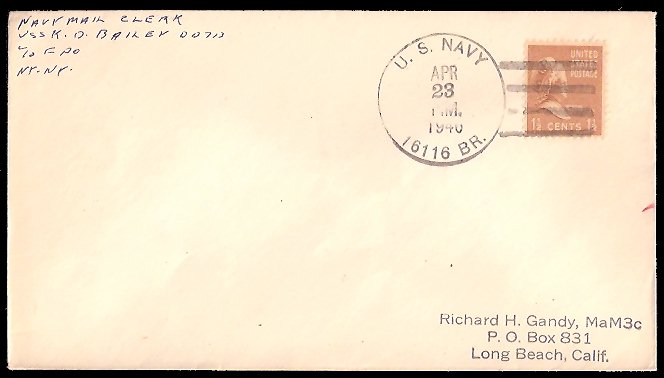 NAVY MAIL CLERK
USS K. D. BAILEY DD713
c/o FPO
NY. NY.
U. S. NAVY
APR
23
P.M.
1946
16116 BR.
UNITED
STATES
POSTAGE
1½ CENTS 1½
Richard H. Gandy, MaM3c
P. O. Box 831
Long Beach, Calif.